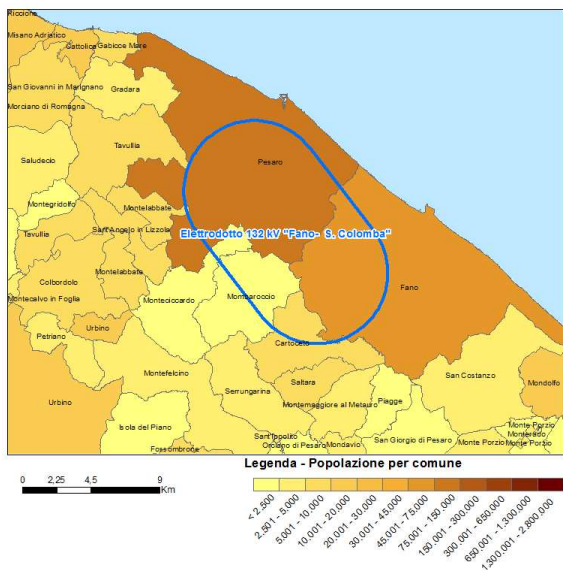 Riccione
Misano Adriatico
Cattolica
Gabicce Mare
San Giovanni in Marignano
Gradara
Morciano di Romagna
Tavullia
Saludecio
Pesaro
Montegridolfo
Montelabbate
Tavullia
Sant'Angelo in Lizzola
Elettrodotto 132 kV "Fano- S. Colomba"
Colbordolo
Montelabbate
Montecalvo in Foglia
Monteciccardo
Mombaroccio
Fano
Petriano
Urbino
Cartoceto
Montefelcino
San Costanzo
Saltara
Mondolfo
Serrungarina
Urbino
Piagge
Montemaggiore al Metauro
Isola del Piano
Monte Porzio
Sant'Ippolito
Monterado
Orciano di Pesaro
Mondavio
San Giorgio di Pesaro
Monte Porzio
Monte Porzio
Fossombrone
Legenda - Popolazione per comune
0 2,25 4,5 9
Km
< 2.500
2.501 - 5.000
5.001 - 10.000
10.001 - 20.000
20.001 - 30.000
30.001 - 45.000
45.001 - 75.000
75.001 - 150.000
150.001 - 300.000
300.001 - 650.000
650.001 - 1.300.000
1.300.001 - 2.800.000